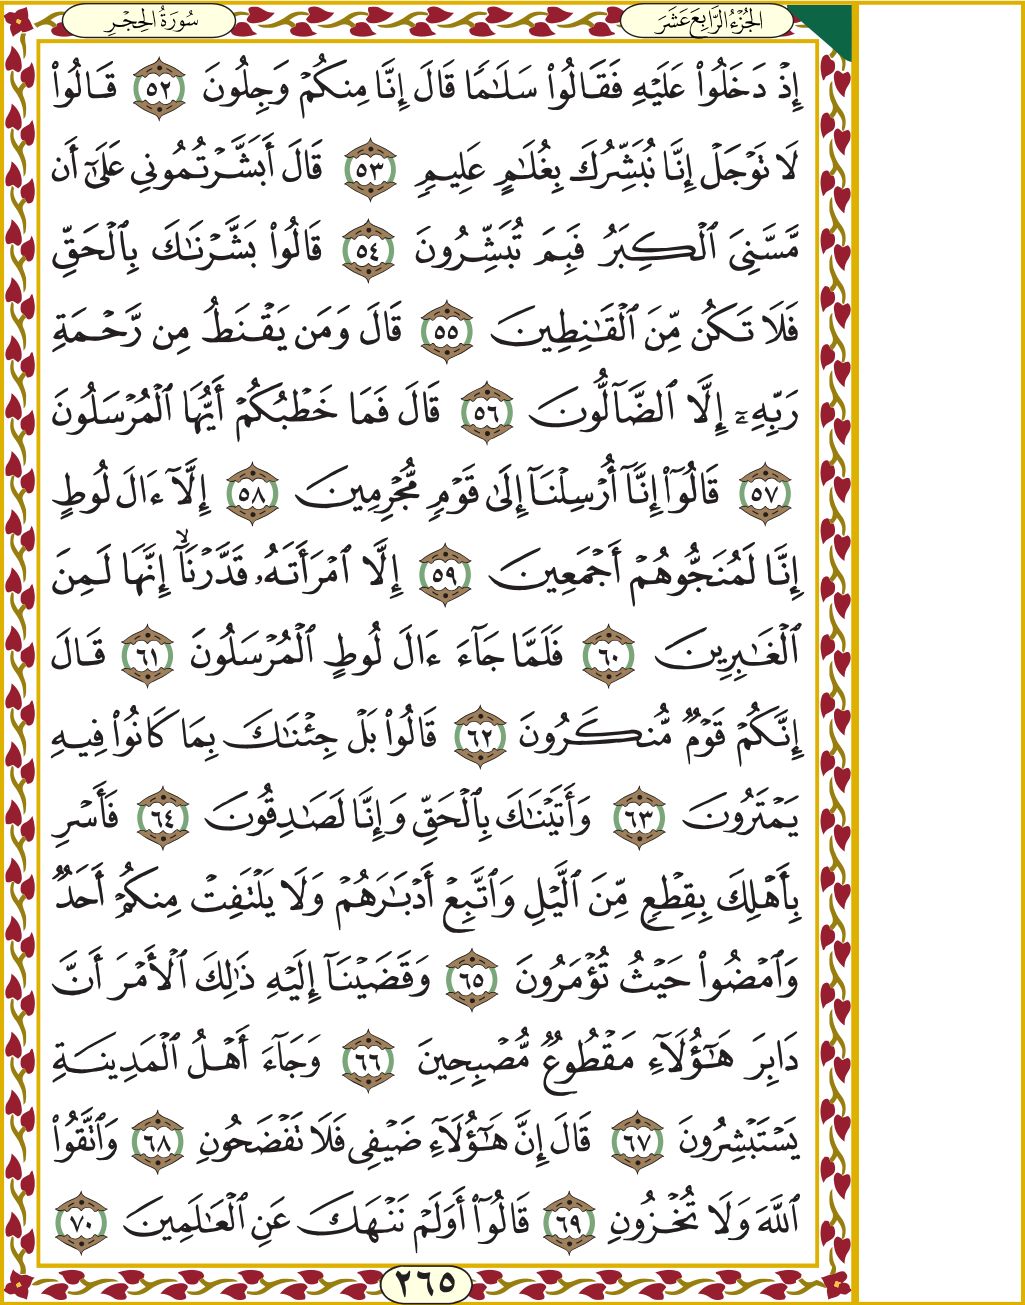 سُورَةُ الحِجْرِ
الجُزْءُ الرَّابِعَ عَشَرَ
إِذْ دَخَلُوا۟ عَلَيْهِ فَقَالُوا۟ سَلَـٰمًا قَالَ إِنَّا مِنكُمْ وَجِلُونَ ٥٢ قَالُوا۟
لَا تَوْجَلْ إِنَّا نُبَشِّرُكَ بِغُلَـٰمٍ عَلِيمٍ ٥٣ قَالَ أَبَشَّرْتُمُونِى عَلَىٰٓ أَن
مَّسَّنِىَ ٱلْكِبَرُ فَبِمَ تُبَشِّرُونَ ٥٤ قَالُوا۟ بَشَّرْنَـٰكَ بِٱلْحَقِّ
فَلَا تَكُن مِّنَ ٱلْقَـٰنِطِينَ ٥٥ قَالَ وَمَن يَقْنَطُ مِن رَّحْمَةِ
رَبِّهِۦٓ إِلَّا ٱلضَّآلُّونَ ٥٦ قَالَ فَمَا خَطْبُكُمْ أَيُّهَا ٱلْمُرْسَلُونَ
٥٧ قَالُوٓا۟ إِنَّآ أُرْسِلْنَآ إِلَىٰ قَوْمٍ مُّجْرِمِينَ ٥٨ إِلَّآ ءَالَ لُوطٍ
إِنَّا لَمُنَجُّوهُمْ أَجْمَعِينَ ٥٩ إِلَّا ٱمْرَأَتَهُۥ قَدَّرْنَآ ۙ إِنَّهَا لَمِنَ
ٱلْغَـٰبِرِينَ ٦٠ فَلَمَّا جَآءَ ءَالَ لُوطٍ ٱلْمُرْسَلُونَ ٦١ قَالَ
إِنَّكُمْ قَوْمٌ مُّنكَرُونَ ٦٢ قَالُوا۟ بَلْ جِئْنَـٰكَ بِمَا كَانُوا۟ فِيهِ
يَمْتَرُونَ ٦٣ وَأَتَيْنَـٰكَ بِٱلْحَقِّ وَإِنَّا لَصَـٰدِقُونَ ٦٤ فَأَسْرِ
بِأَهْلِكَ بِقِطْعٍ مِّنَ ٱلَّيْلِ وَٱتَّبِعْ أَدْبَـٰرَهُمْ وَلَا يَلْتَفِتْ مِنكُمْ أَحَدٌ
وَٱمْضُوا۟ حَيْثُ تُؤْمَرُونَ ٦٥ وَقَضَيْنَآ إِلَيْهِ ذَٰلِكَ ٱلْأَمْرَ أَنَّ
دَابِرَ هَـٰٓؤُلَآءِ مَقْطُوعٌ مُّصْبِحِينَ ٦٦ وَجَآءَ أَهْلُ ٱلْمَدِينَةِ
يَسْتَبْشِرُونَ ٦٧ قَالَ إِنَّ هَـٰٓؤُلَآءِ ضَيْفِى فَلَا تَفْضَحُونِ ٦٨ وَٱتَّقُوا۟
ٱللَّهَ وَلَا تُخْزُونِ ٦٩ قَالُوٓا۟ أَوَلَمْ نَنْهَكَ عَنِ ٱلْعَـٰلَمِينَ ٧٠
٢٦٥